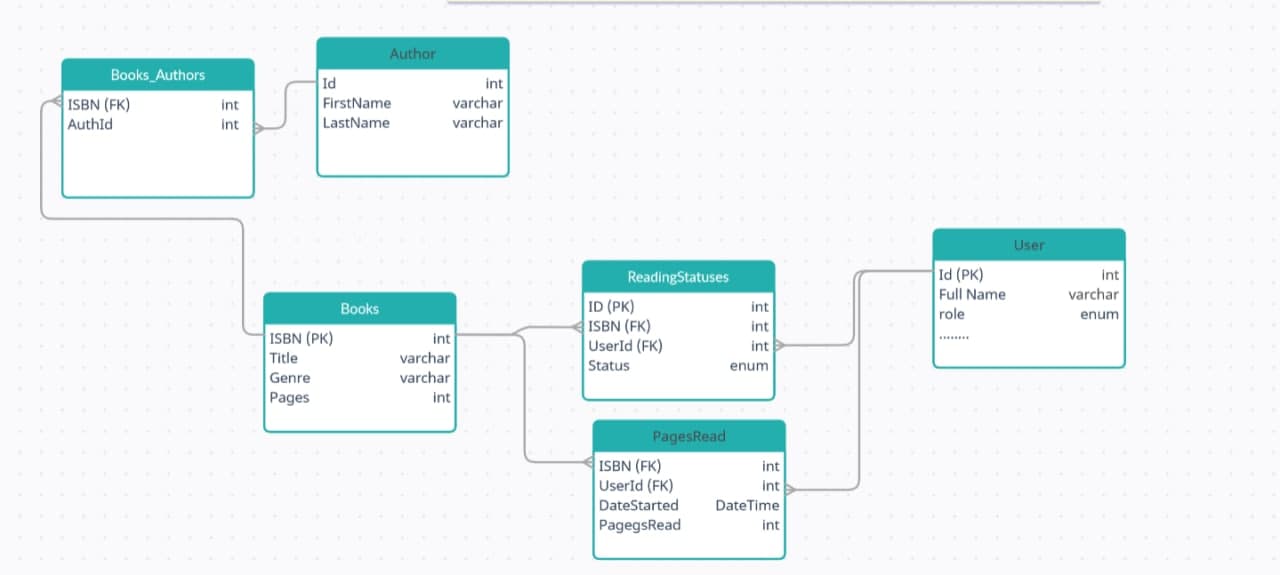 Books_Authors
ISBN (FK) int
AuthId int
Author
Id int
FirstName varchar
LastName varchar
Books
ISBN (PK) int
Title varchar
Genre varchar
Pages int
ReadingStatuses
ID (PK) int
ISBN (FK) int
UserId (FK) int
Status enum
PagesRead
ISBN (FK) int
UserId (FK) int
DateStarted DateTime
PagegsRead int
User
Id (PK) int
Full Name varchar
role enum
........